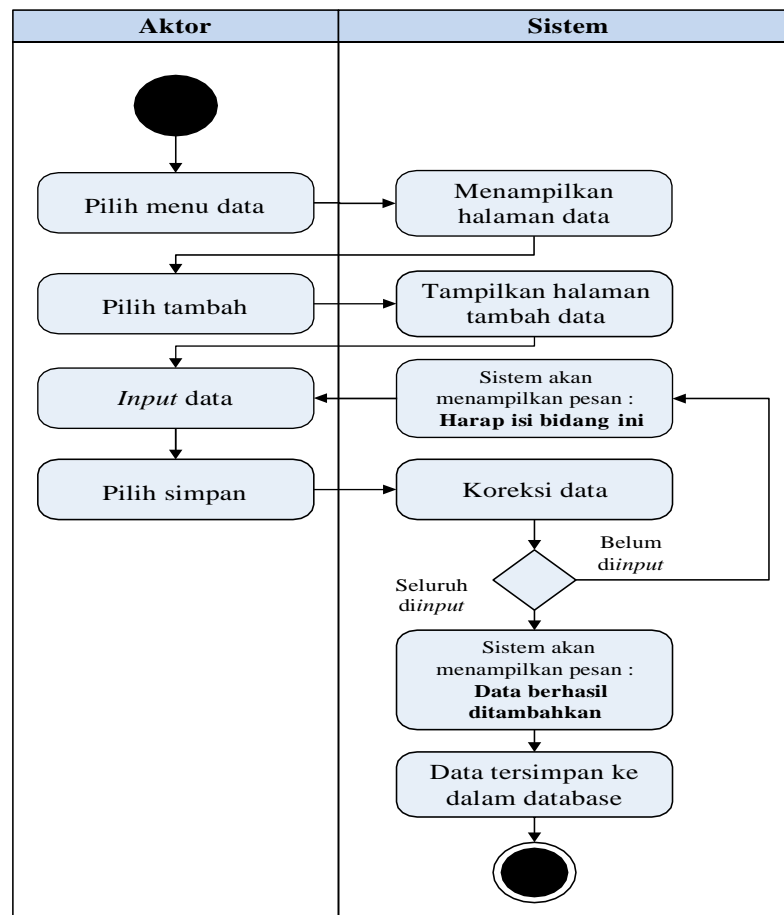 Aktor
Sistem
Pilih menu data
Menampilkan
halaman data
Pilih tambah
Tampilkan halaman
tambah data
Input data
Sistem akan
menampilkan pesan :
Harap isi bidang ini
Pilih simpan
Koreksi data
Belum
diinput
Seluruh
diinput
Sistem akan
menampilkan pesan :
Data berhasil
ditambahkan
Data tersimpan ke
dalam database